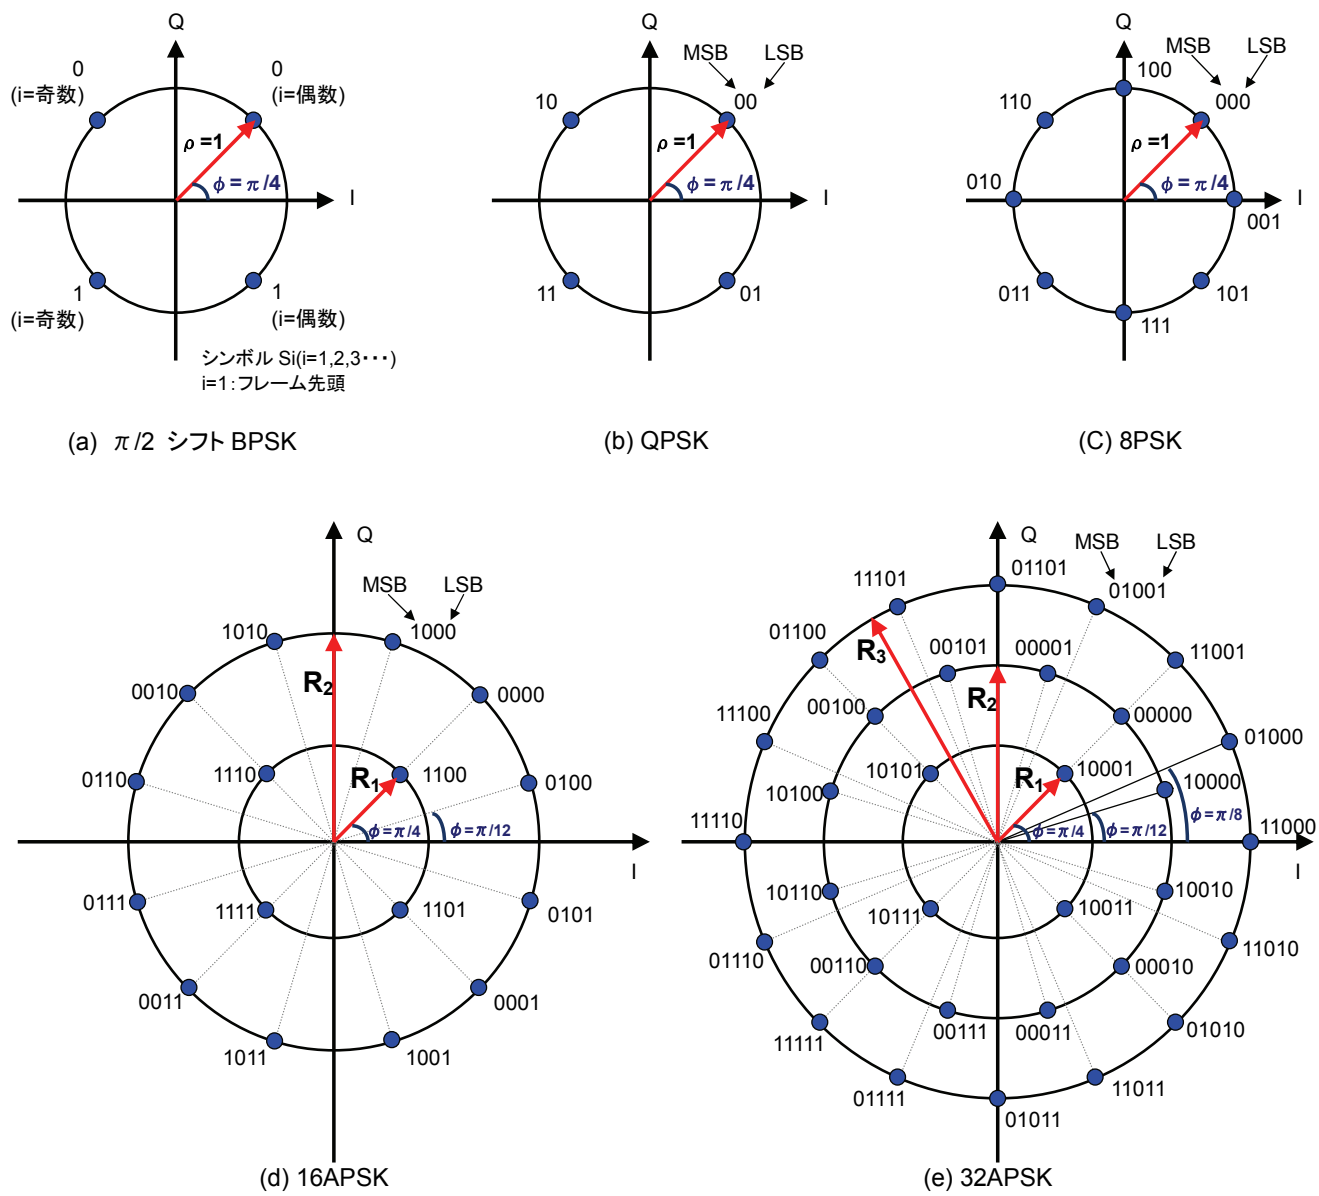 Q
0
(i=奇数)
0
(i=偶数)
ρ=1
φ=π/4
I
1
(i=奇数)
1
(i=偶数)
シンボル Si(i=1,2,3・・・)
i=1:フレーム先頭
(a) π/2 シフト BPSK
Q
MSB LSB
10
00
ρ=1
φ=π/4
I
11
01
(b) QPSK
Q
MSB LSB
100
000
110
ρ=1
φ=π/4
010
I
001
011
101
111
(C) 8PSK
Q
MSB LSB
1010
1000
R2
0010
0000
1110
R1
1100
0110
0100
φ=π/4
φ=π/12
I
0111
1111
1101
0101
0011
0001
1011
1001
(d) 16APSK
Q
MSB LSB
11101
01101
01001
01100
R3
00101
00001
11001
11100
00100
R2
00000
01000
10101
R1
10001
10000
10100
φ=π/4
φ=π/12
φ=π/8
11110
11000
I
10110
10111
10011
10010
01110
11010
00110
00010
00111
00011
11111
01010
01111
11011
01011
(e) 32APSK